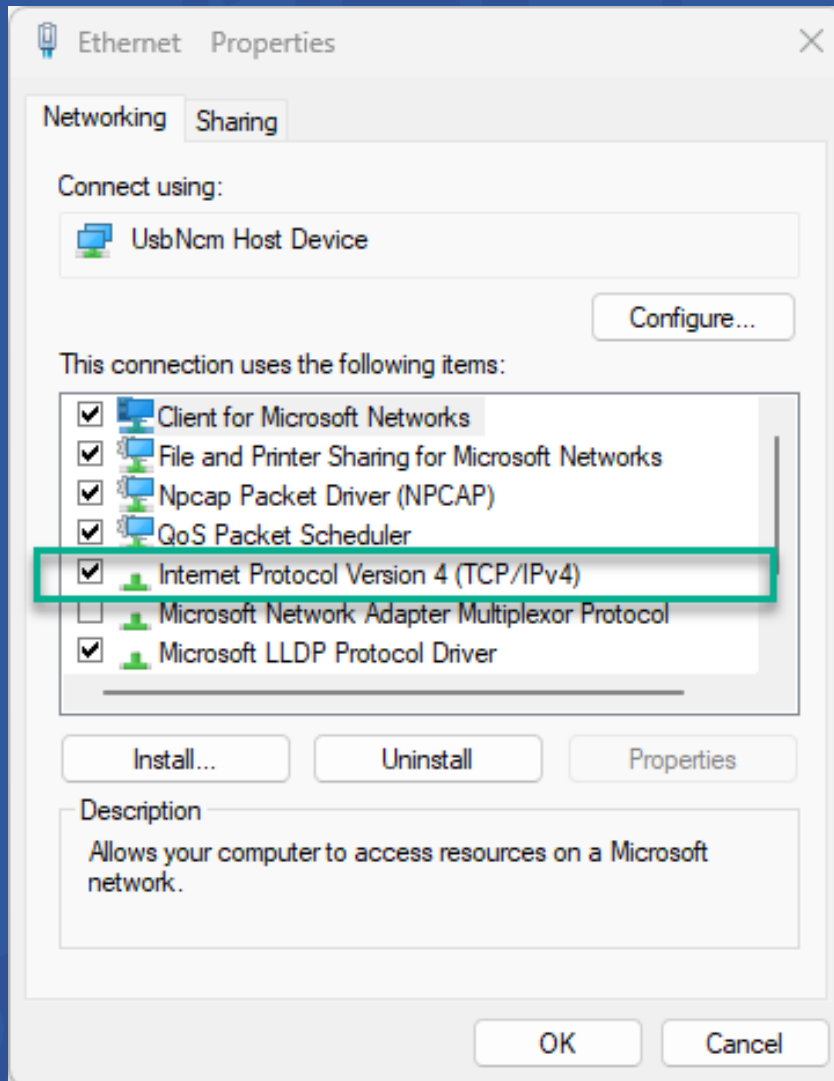 Ethernet Properties
Networking
Sharing
Connect using:
UsbNcm Host Device
Configure...
This connection uses the following items:
Client for Microsoft Networks
File and Printer Sharing for Microsoft Networks
Npcap Packet Driver (NPCAP)
QoS Packet Scheduler
Internet Protocol Version 4 (TCP/IPv4)
Microsoft Network Adapter Multiplexor Protocol
Microsoft LLDP Protocol Driver
Install...
Uninstall
Properties
Description
Allows your computer to access resources on a Microsoft
network.
OK
Cancel